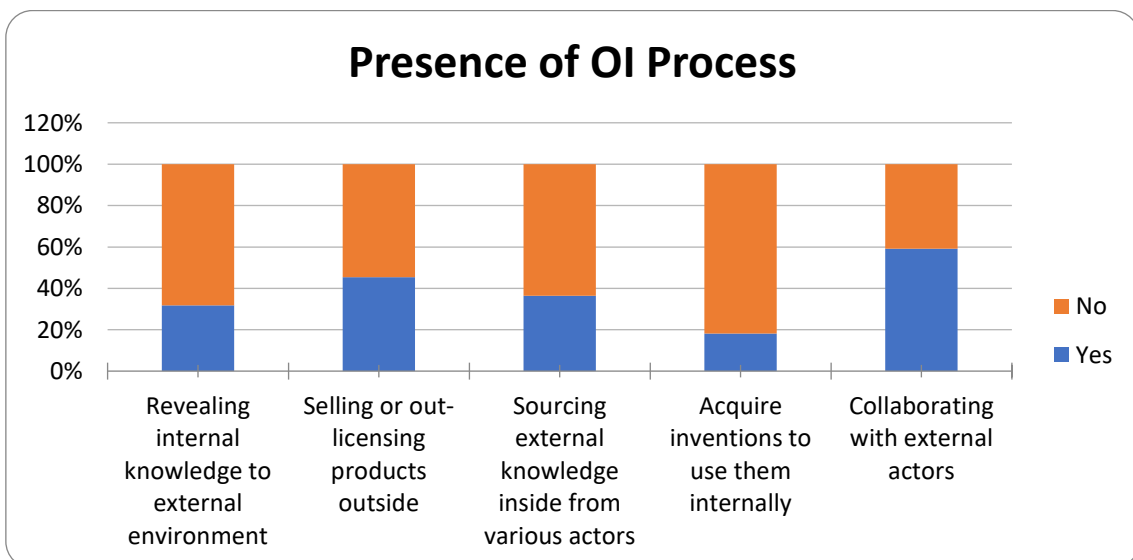 Presence of OI Process
120%
100%
80%
60%
40%
20%
0%
No
Yes
Revealing
internal
knowledge to
external
environment
Selling or out-
licensing
products
outside
Sourcing
external
knowledge
inside from
various actors
Acquire
inventions to
use them
internally
Collaborating
with external
actors